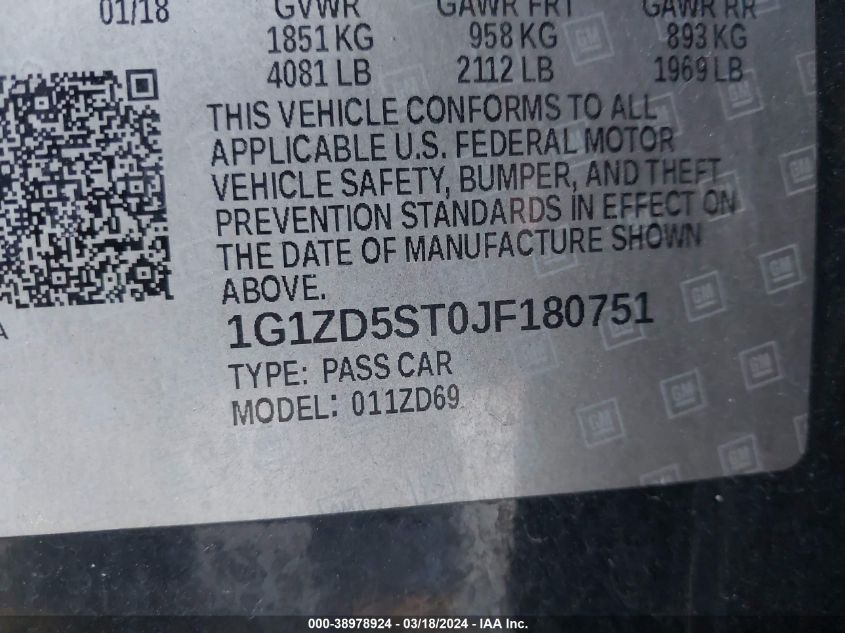 01/18 GVWR GAWR FRT GAWR RR
1851 KG 958 KG 893 KG
4081 LB 2112 LB 1969 LB
THIS VEHICLE CONFORMS TO ALL
APPLICABLE U.S. FEDERAL MOTOR
VEHICLE SAFETY, BUMPER, AND THEFT
PREVENTION STANDARDS IN EFFECT ON
THE DATE OF MANUFACTURE SHOWN
ABOVE.
1G1ZD5ST0JF180751
TYPE: PASS CAR
MODEL: 011ZD69
000-38978924 - 03/18/2024 - IAA Inc.